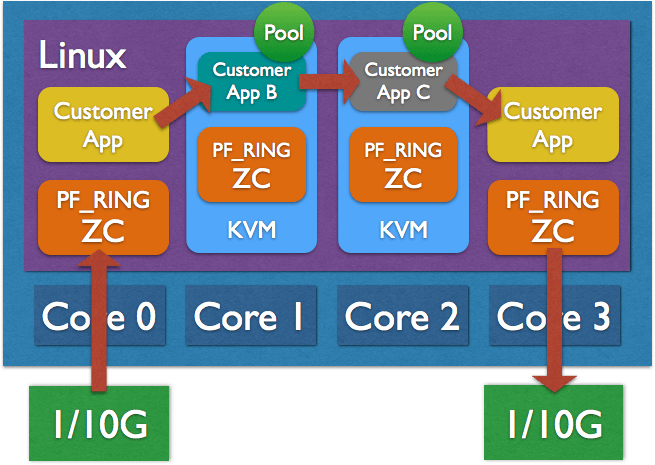 Pool
Pool
Linux
Customer
App B
Customer
App C
Customer
App
Customer
App
PF_RING
ZC
PF_RING
ZC
PF_RING
ZC
PF_RING
ZC
KVM
KVM
Core 0
Core 1
Core 2
Core 3
1/10G
1/10G